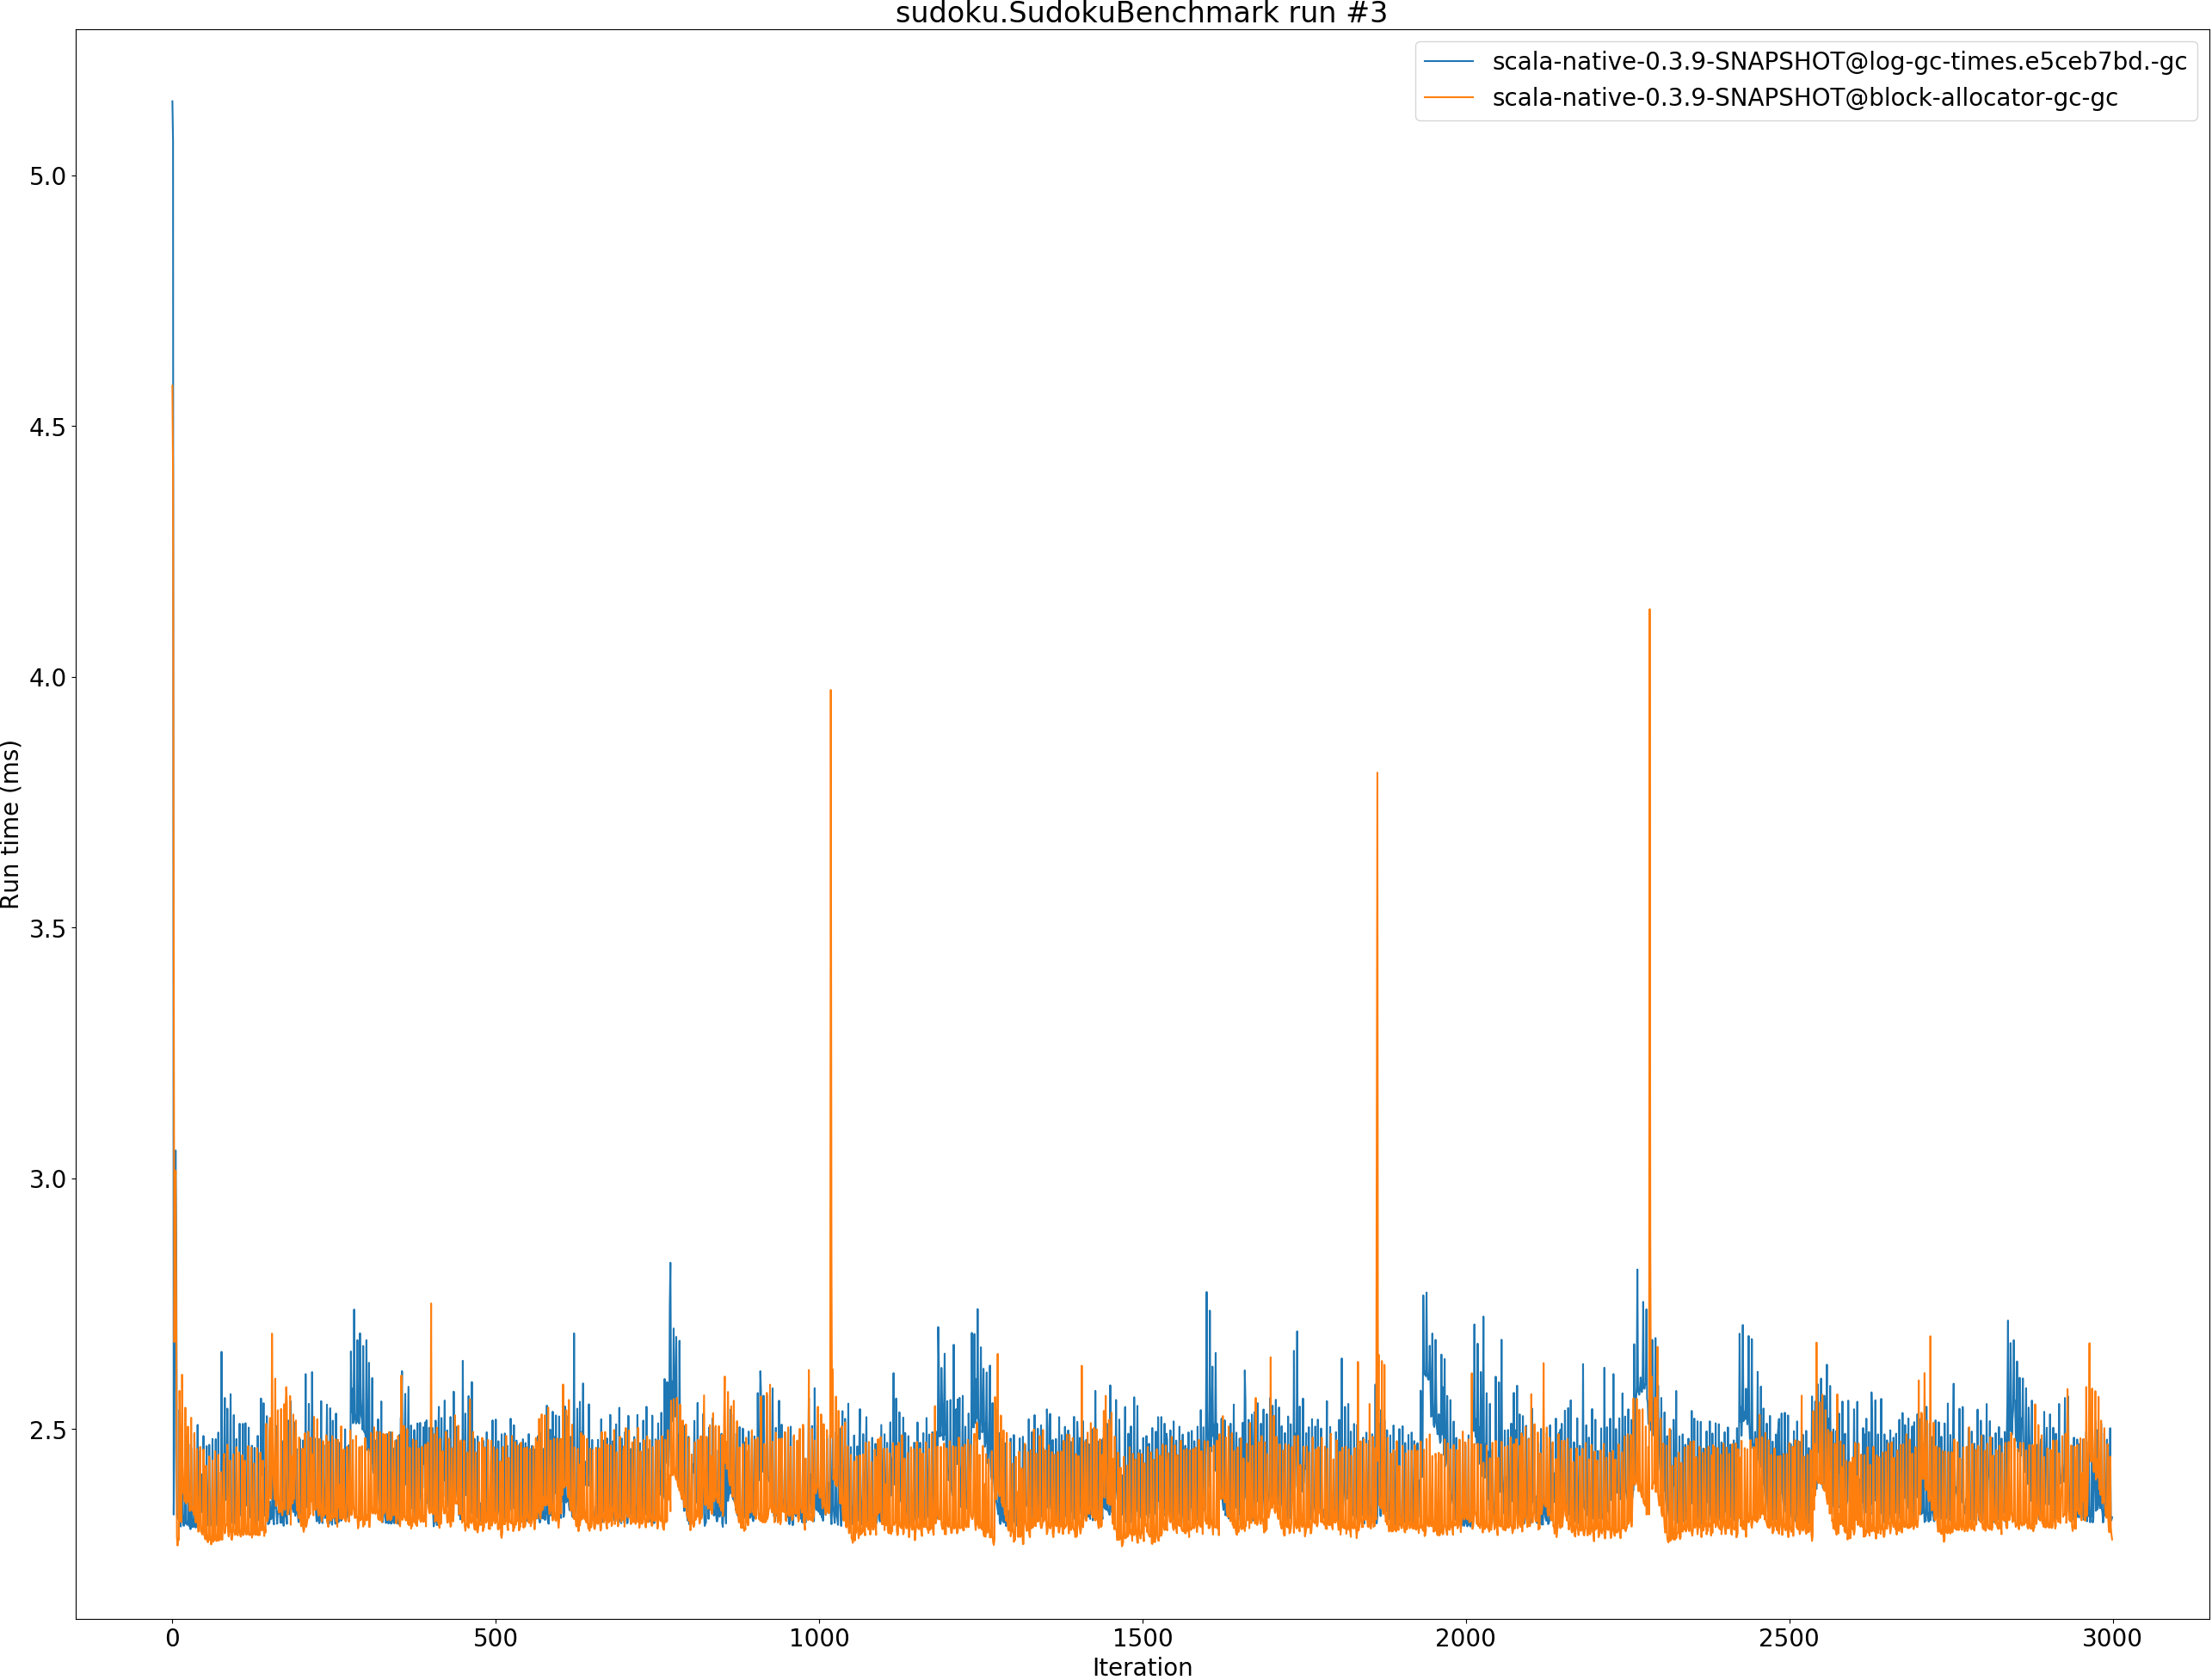 sudoku.SudokuBenchmark run #3
scala-native-0.3.9-SNAPSHOT@log-gc-times.e5ceb7bd.-gc
scala-native-0.3.9-SNAPSHOT@block-allocator-gc-gc
Run time (ms)
5.0
4.5
4.0
3.5
3.0
2.5
0 500 1000 1500 2000 2500 3000
Iteration